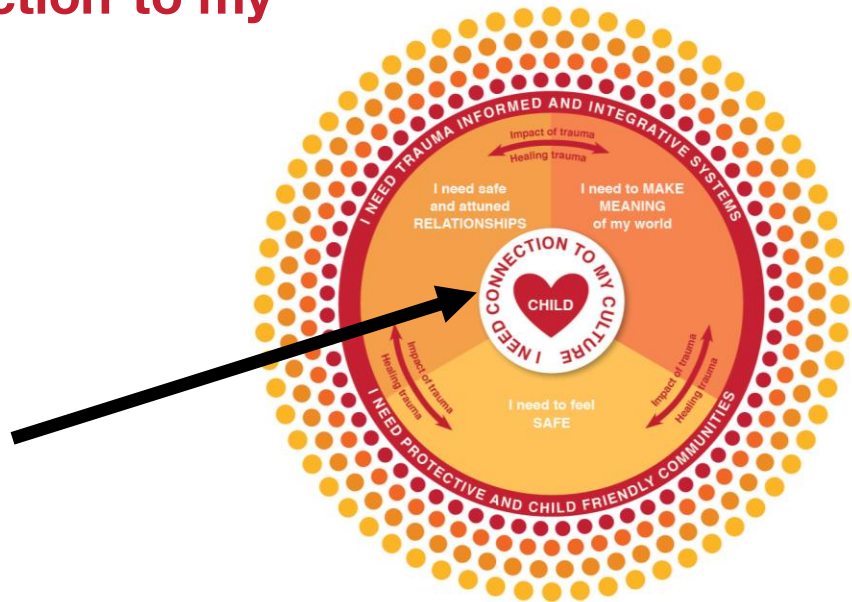 ction to my
I NEED TRAUMA INFORMED AND INTEGRATIVE SYSTEMS
Impact of trauma
Healing trauma
I need safe
and attuned
RELATIONSHIPS
I need to MAKE
MEANING
of my world
I NEED CONNECTION TO MY CULTURE
CHILD
Impact of trauma
Healing trauma
I need to feel
SAFE
Impact of trauma
Healing trauma
I NEED PROTECTIVE AND CHILD FRIENDLY COMMUNITIES